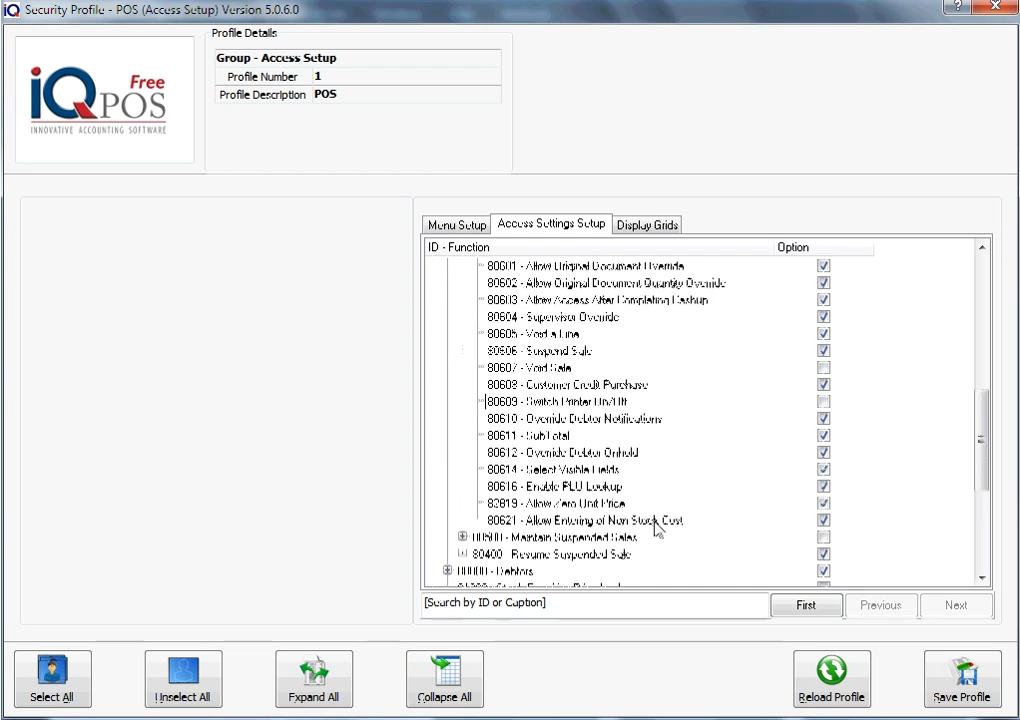 iQ Security Profile - POS (Access Setup) Version 5.0.6.0
Profile Details
iQ Free
POS
INNOVATIVE ACCOUNTING SOFTWARE
Group - Access Setup
Profile Number 1
Profile Description POS
Menu Setup Access Settings Setup Display Grids
ID - Function Option
80601 - Allow Original Document Override
80602 - Allow Original Document Quantity Override
80603 - Allow Access After Completing Cashup
80604 - Supervisor Override
80605 - Void a Line
80606 - Suspend Sale
80607 - Void Sale
80608 - Customer Credit Purchase
80609 - Switch Printer On/Off
80610 - Override Debtor Notifications
80611 - SubTotal
80612 - Override Debtor Onhold
80614 - Select Visible Fields
80616 - Enable PLU Lookup
82819 - Allow Zero Unit Price
80621 - Allow Entering of Non Stock Cost
- Maintain Suspended Sales
80400 - Resume Suspended Sale
- Debtors
[Search by ID or Caption] First Previous Next
Select All Unselect All Expand All Collapse All Reload Profile Save Profile